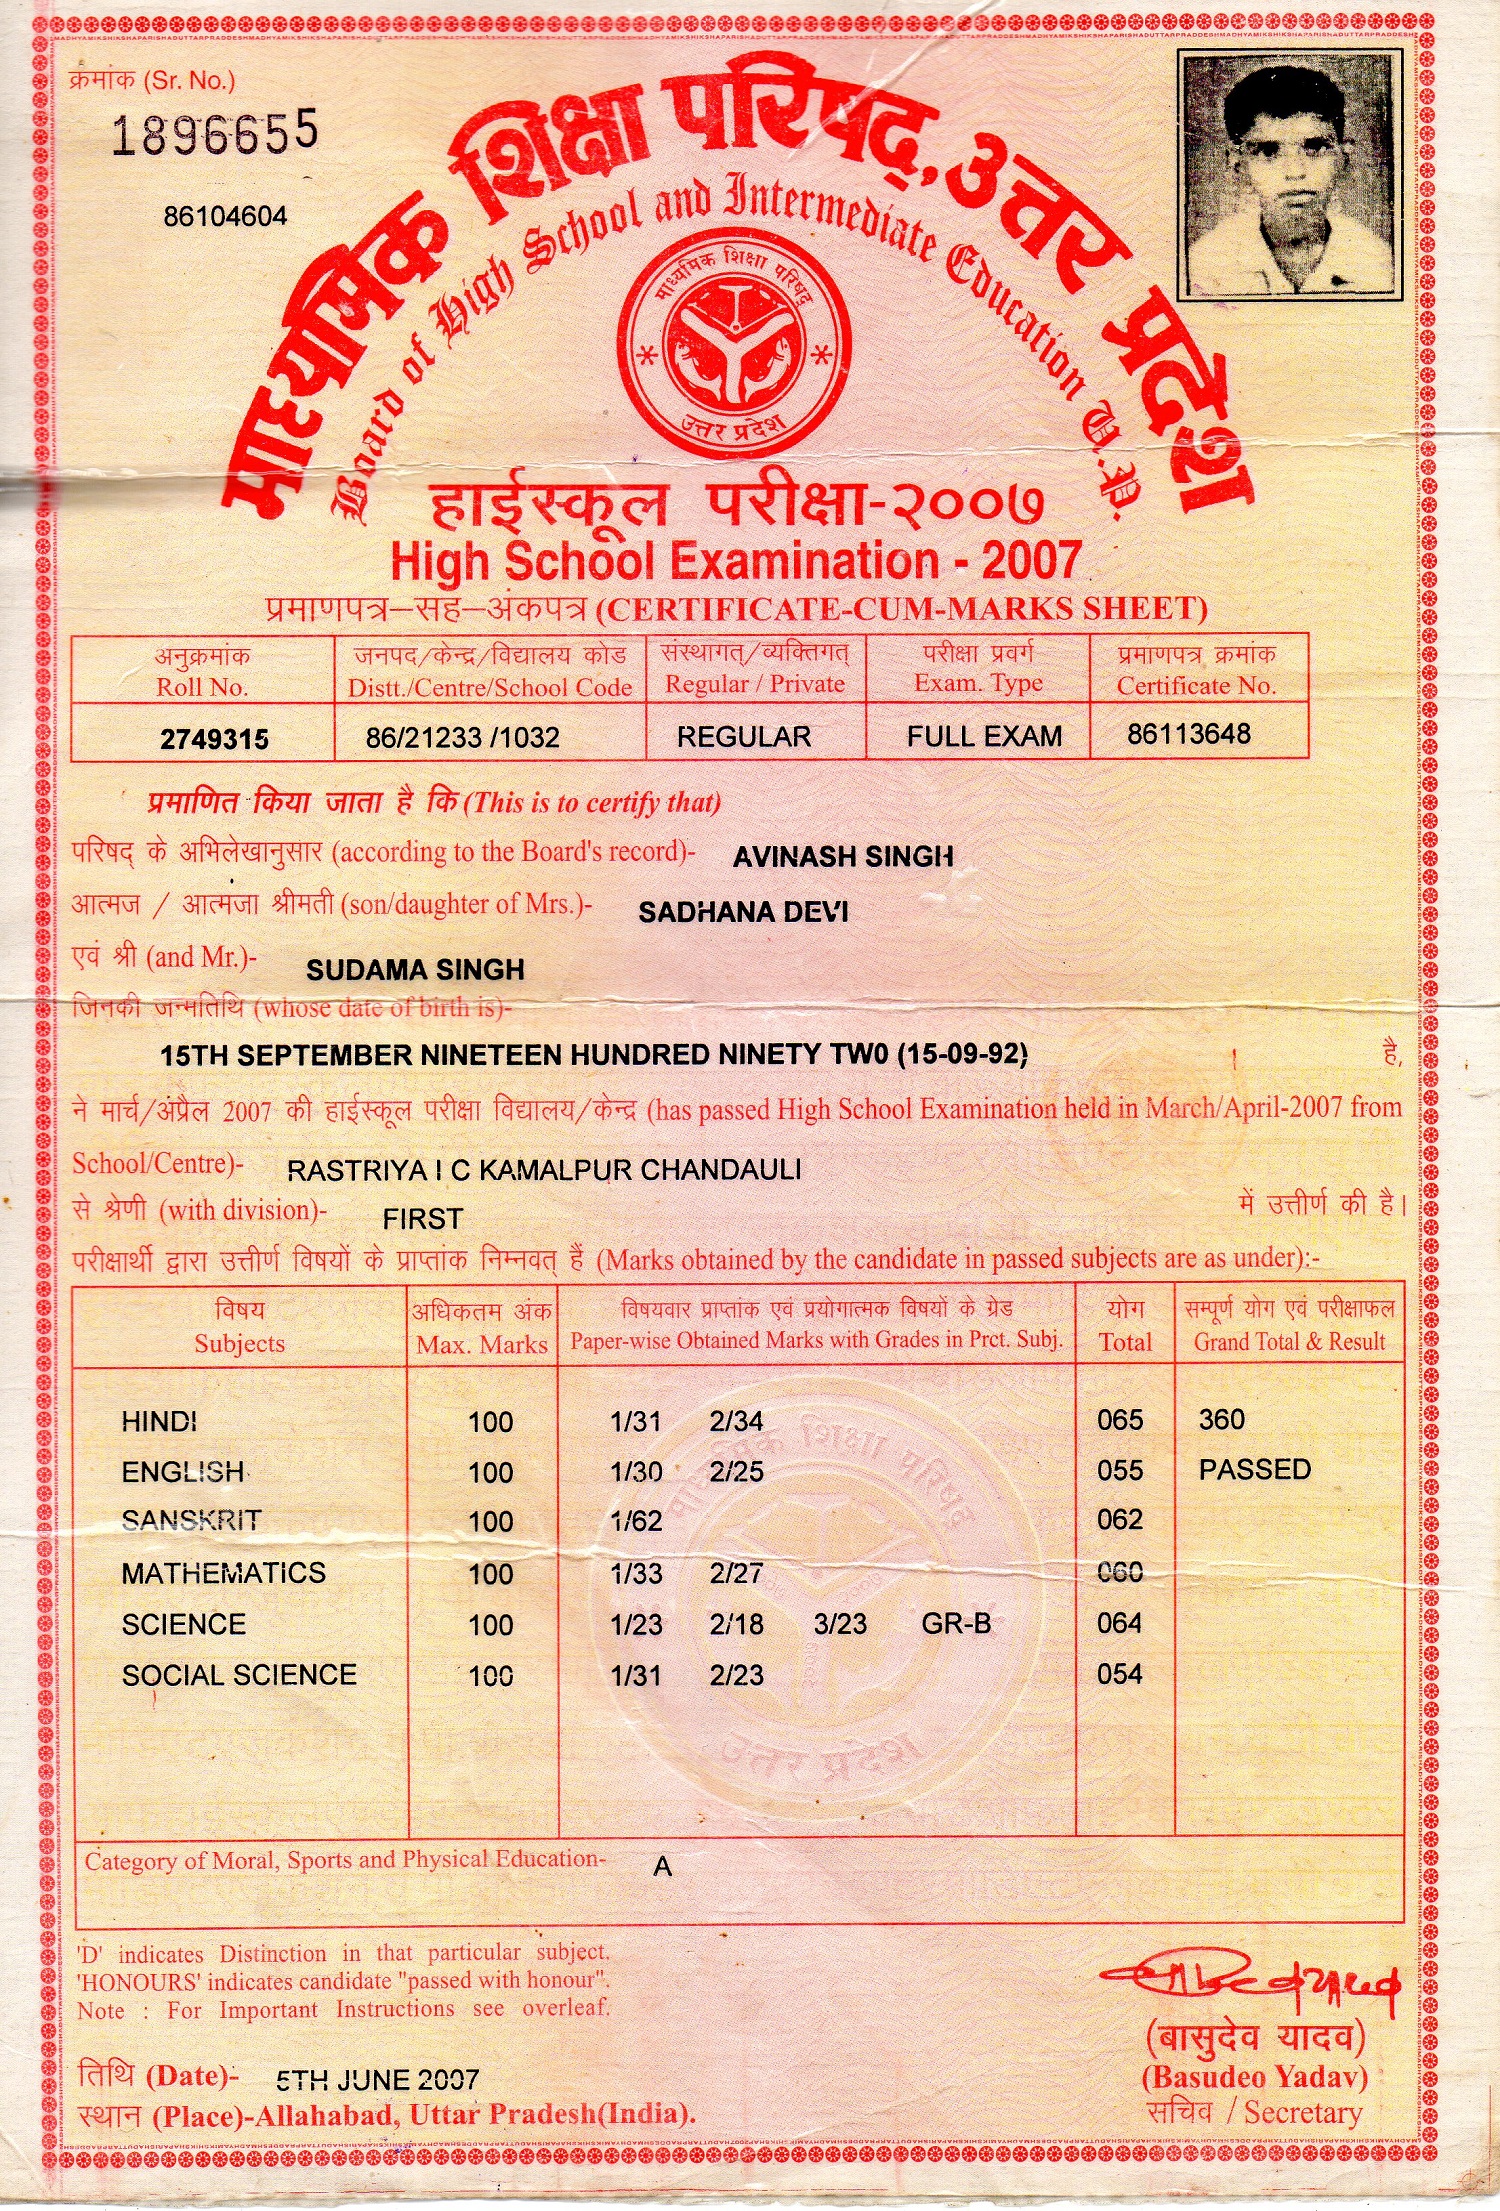 क्रमांक (Sr. No.)
1896655
86104604
माध्यमिक शिक्षा परिषद्, उत्तर प्रदेश
Board of High School and Intermediate Education U.P.
माध्यमिक शिक्षा परिषद्
उत्तर प्रदेश
हाईस्कूल परीक्षा-२००७
High School Examination - 2007
प्रमाणपत्र–सह–अंकपत्र (CERTIFICATE-CUM-MARKS SHEET)
अनुक्रमांक जनपद/केन्द्र/विद्यालय कोड संस्थागत्/व्यक्तिगत् परीक्षा प्रवर्ग प्रमाणपत्र क्रमांक
Roll No. Distt./Centre/School Code Regular / Private Exam. Type Certificate No.
2749315 86/21233 /1032 REGULAR FULL EXAM 86113648
प्रमाणित किया जाता है कि (This is to certify that)
परिषद् के अभिलेखानुसार (according to the Board's record)- AVINASH SINGH
आत्मज / आत्मजा श्रीमती (son/daughter of Mrs.)- SADHANA DEVI
एवं श्री (and Mr.)- SUDAMA SINGH
जिनकी जन्मतिथि (whose date of birth is)-
15TH SEPTEMBER NINETEEN HUNDRED NINETY TW0 (15-09-92) है,
ने मार्च/अंप्रैल 2007 की हाईस्कूल परीक्षा विद्यालय/केन्द्र (has passed High School Examination held in March/April-2007 from
School/Centre)- RASTRIYA I C KAMALPUR CHANDAULI
से श्रेणी (with division)- FIRST में उत्तीर्ण की है।
परीक्षार्थी द्वारा उत्तीर्ण विषयों के प्राप्तांक निम्नवत् हैं (Marks obtained by the candidate in passed subjects are as under):-
विषय अधिकतम अंक विषयवार प्राप्तांक एवं प्रयोगात्मक विषयों के ग्रेड योग सम्पूर्ण योग एवं परीक्षाफल
Subjects Max. Marks Paper-wise Obtained Marks with Grades in Prct. Subj. Total Grand Total & Result
HINDI 100 1/31 2/34 065 360
ENGLISH 100 1/30 2/25 055 PASSED
SANSKRIT 100 1/62 062
MATHEMATICS 100 1/33 2/27 060
SCIENCE 100 1/23 2/18 3/23 GR-B 064
SOCIAL SCIENCE 100 1/31 2/23 054
Category of Moral, Sports and Physical Education- A
'D' indicates Distinction in that particular subject.
'HONOURS' indicates candidate "passed with honour".
Note : For Important Instructions see overleaf.
(बासुदेव यादव)
(Basudeo Yadav)
सचिव / Secretary
तिथि (Date)- 5TH JUNE 2007
स्थान (Place)-Allahabad, Uttar Pradesh(India).